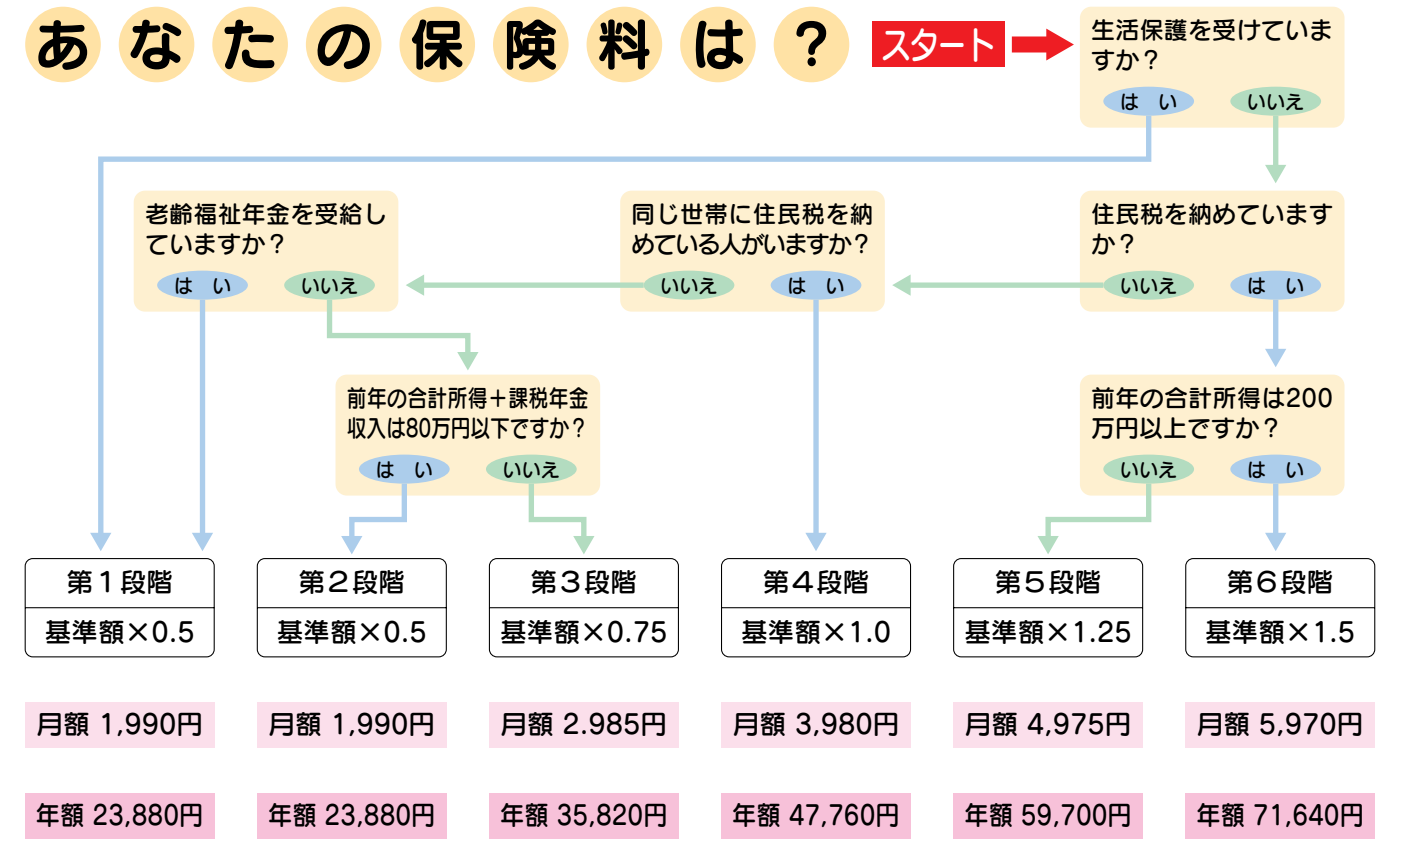 あなたの保険料は？
スタート
生活保護を受けていま
すか？
は　い
いいえ
老齢福祉年金を受給し
ていますか？
は　い
いいえ
同じ世帯に住民税を納
めている人がいますか？
いいえ
は　い
住民税を納めています
か？
いいえ
は　い
前年の合計所得＋課税年金
収入は80万円以下ですか？
は　い
いいえ
前年の合計所得は200
万円以上ですか？
いいえ
は　い
第１段階
基準額×0.5
月額 1,990円
年額 23,880円
第２段階
基準額×0.5
月額 1,990円
年額 23,880円
第３段階
基準額×0.75
月額 2.985円
年額 35,820円
第４段階
基準額×1.0
月額 3,980円
年額 47,760円
第５段階
基準額×1.25
月額 4,975円
年額 59,700円
第６段階
基準額×1.5
月額 5,970円
年額 71,640円